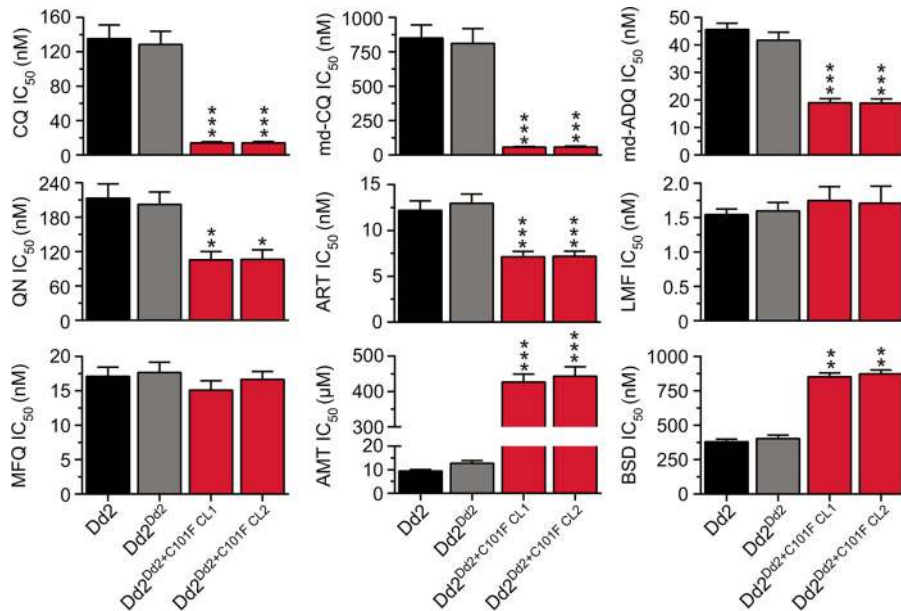 CQ IC50 (nM)
160
120
80
40
0
***
***
md-CQ IC50 (nM)
1000
750
500
250
0
***
***
md-ADQ IC50 (nM)
50
40
30
20
10
0
***
***
QN IC50 (nM)
240
180
120
60
0
**
*
ART IC50 (nM)
15
10
5
0
***
***
LMF IC50 (nM)
2.0
1.5
1.0
0.5
0
MFQ IC50 (nM)
25
20
15
10
5
0
AMT IC50 (µM)
500
400
300
20
10
0
***
***
BSD IC50 (nM)
1000
750
500
250
0
**
**
Dd2
Dd2Dd2
Dd2Dd2+C101F CL1
Dd2Dd2+C101F CL2
Dd2
Dd2Dd2
Dd2Dd2+C101F CL1
Dd2Dd2+C101F CL2
Dd2
Dd2Dd2
Dd2Dd2+C101F CL1
Dd2Dd2+C101F CL2